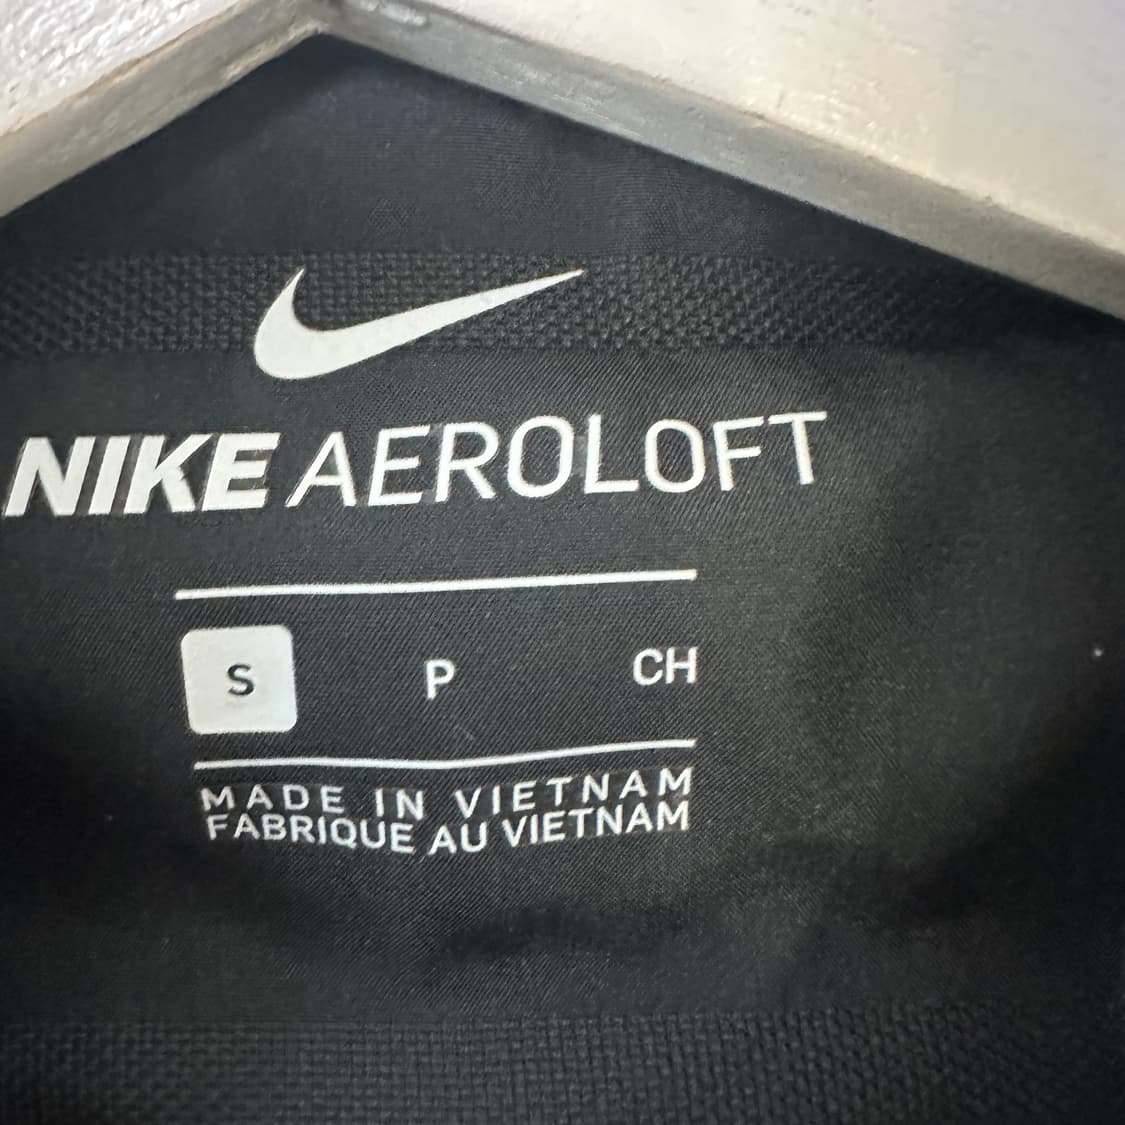 NIKE AEROLOFT
S P CH
MADE IN VIETNAM
FABRIQUE AU VIETNAM